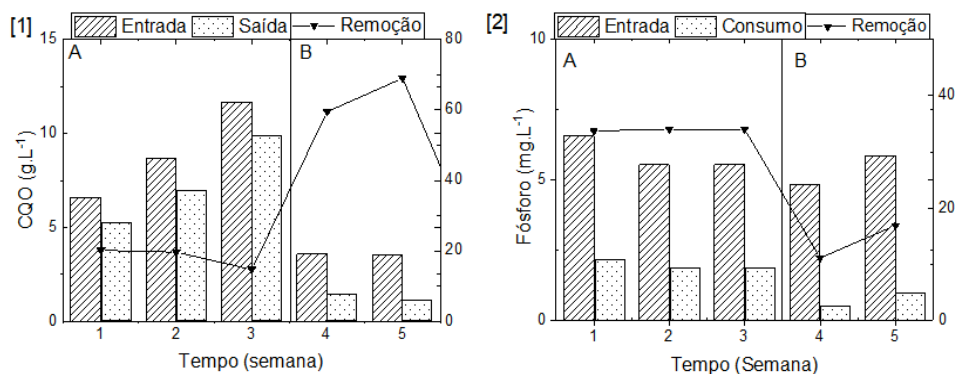 [1]
Entrada Saída Remoção
15
10
5
0
CQO (g.L-1)
A
B
80
60
40
20
0
1 2 3 4 5
Tempo (semana)
[2]
Entrada Consumo Remoção
10
5
0
Fósforo (mg.L-1)
A
B
40
20
0
1 2 3 4 5
Tempo (Semana)